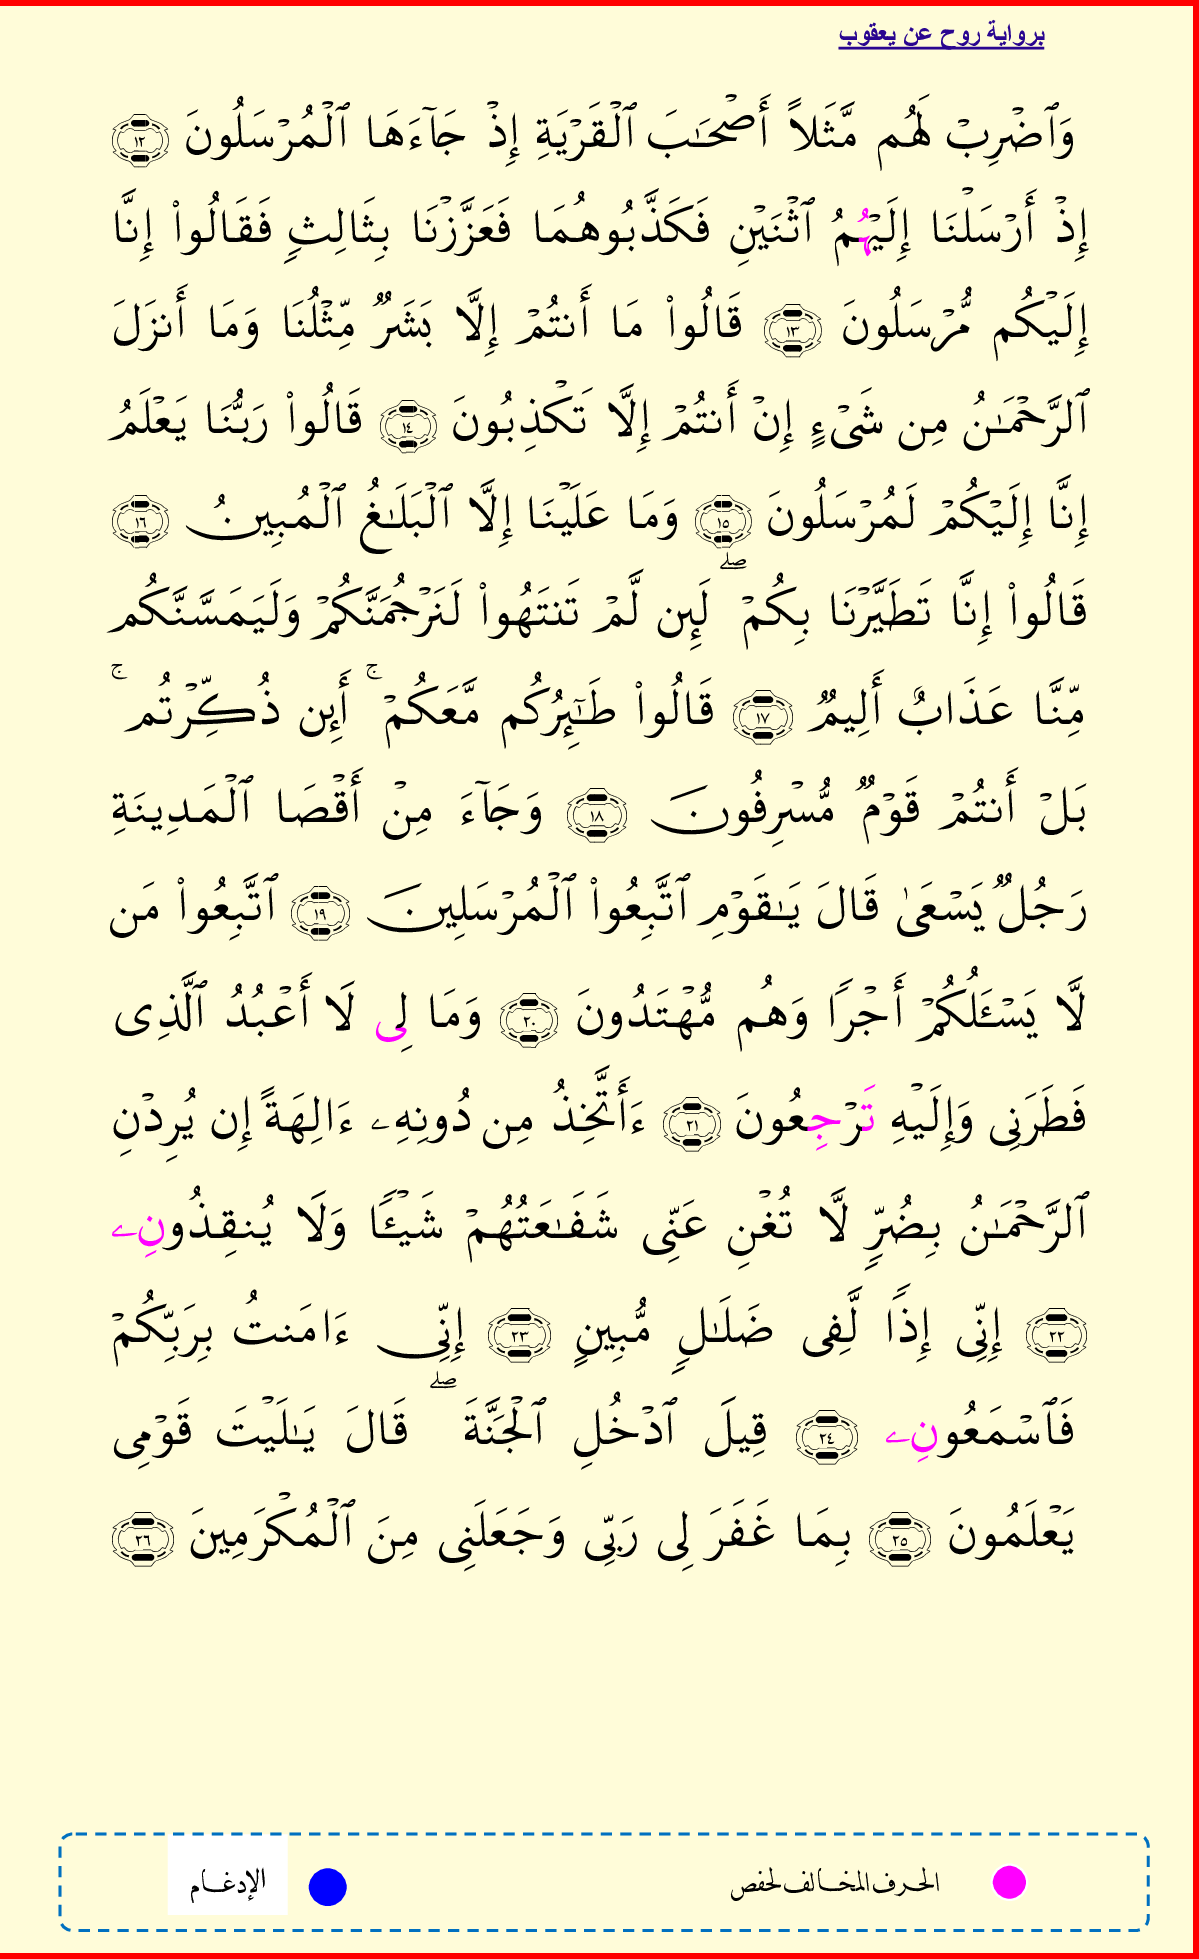 برواية روح عن يعقوب
وَٱضْرِبْ لَهُم مَّثَلاً أَصْحَـٰبَ ٱلْقَرْيَةِ إِذْ جَآءَهَا ٱلْمُرْسَلُونَ ١٢
إِذْ أَرْسَلْنَا إِلَيْهُمُ ٱثْنَيْنِ فَكَذَّبُوهُمَا فَعَزَّزْنَا بِثَالِثٍ فَقَالُوا۟ إِنَّا
إِلَيْكُم مُّرْسَلُونَ ١٣ قَالُوا۟ مَا أَنتُمْ إِلَّا بَشَرٌ مِّثْلُنَا وَمَا أَنزَلَ
ٱلرَّحْمَـٰنُ مِن شَىْءٍ إِنْ أَنتُمْ إِلَّا تَكْذِبُونَ ١٤ قَالُوا۟ رَبُّنَا يَعْلَمُ
إِنَّا إِلَيْكُمْ لَمُرْسَلُونَ ١٥ وَمَا عَلَيْنَا إِلَّا ٱلْبَلَـٰغُ ٱلْمُبِينُ ١٦
قَالُوا۟ إِنَّا تَطَيَّرْنَا بِكُمْ ۖ لَئِن لَّمْ تَنتَهُوا۟ لَنَرْجُمَنَّكُمْ وَلَيَمَسَّنَّكُم
مِّنَّا عَذَابٌ أَلِيمٌ ١٧ قَالُوا۟ طَـٰٓئِرُكُم مَّعَكُمْ ۚ أَئِن ذُكِّرْتُم ۚ
بَلْ أَنتُمْ قَوْمٌ مُّسْرِفُونَ ١٨ وَجَآءَ مِنْ أَقْصَا ٱلْمَدِينَةِ
رَجُلٌ يَسْعَىٰ قَالَ يَـٰقَوْمِ ٱتَّبِعُوا۟ ٱلْمُرْسَلِينَ ١٩ ٱتَّبِعُوا۟ مَن
لَّا يَسْـَٔلُكُمْ أَجْرًا وَهُم مُّهْتَدُونَ ٢٠ وَمَا لِى لَا أَعْبُدُ ٱلَّذِى
فَطَرَنِى وَإِلَيْهِ تَرْجِعُونَ ٢١ ءَأَتَّخِذُ مِن دُونِهِۦ ءَالِهَةً إِن يُرِدْنِ
ٱلرَّحْمَـٰنُ بِضُرٍّ لَّا تُغْنِ عَنِّى شَفَـٰعَتُهُمْ شَيْـًٔا وَلَا يُنقِذُونِۦ
٢٢ إِنِّى إِذًا لَّفِى ضَلَـٰلٍ مُّبِينٍ ٢٣ إِنِّى ءَامَنتُ بِرَبِّكُمْ
فَٱسْمَعُونِۦ ٢٤ قِيلَ ٱدْخُلِ ٱلْجَنَّةَ ۖ قَالَ يَـٰلَيْتَ قَوْمِى
يَعْلَمُونَ ٢٥ بِمَا غَفَرَ لِى رَبِّى وَجَعَلَنِى مِنَ ٱلْمُكْرَمِينَ ٢٦
الحرف المخالف لحفص
الإدغام